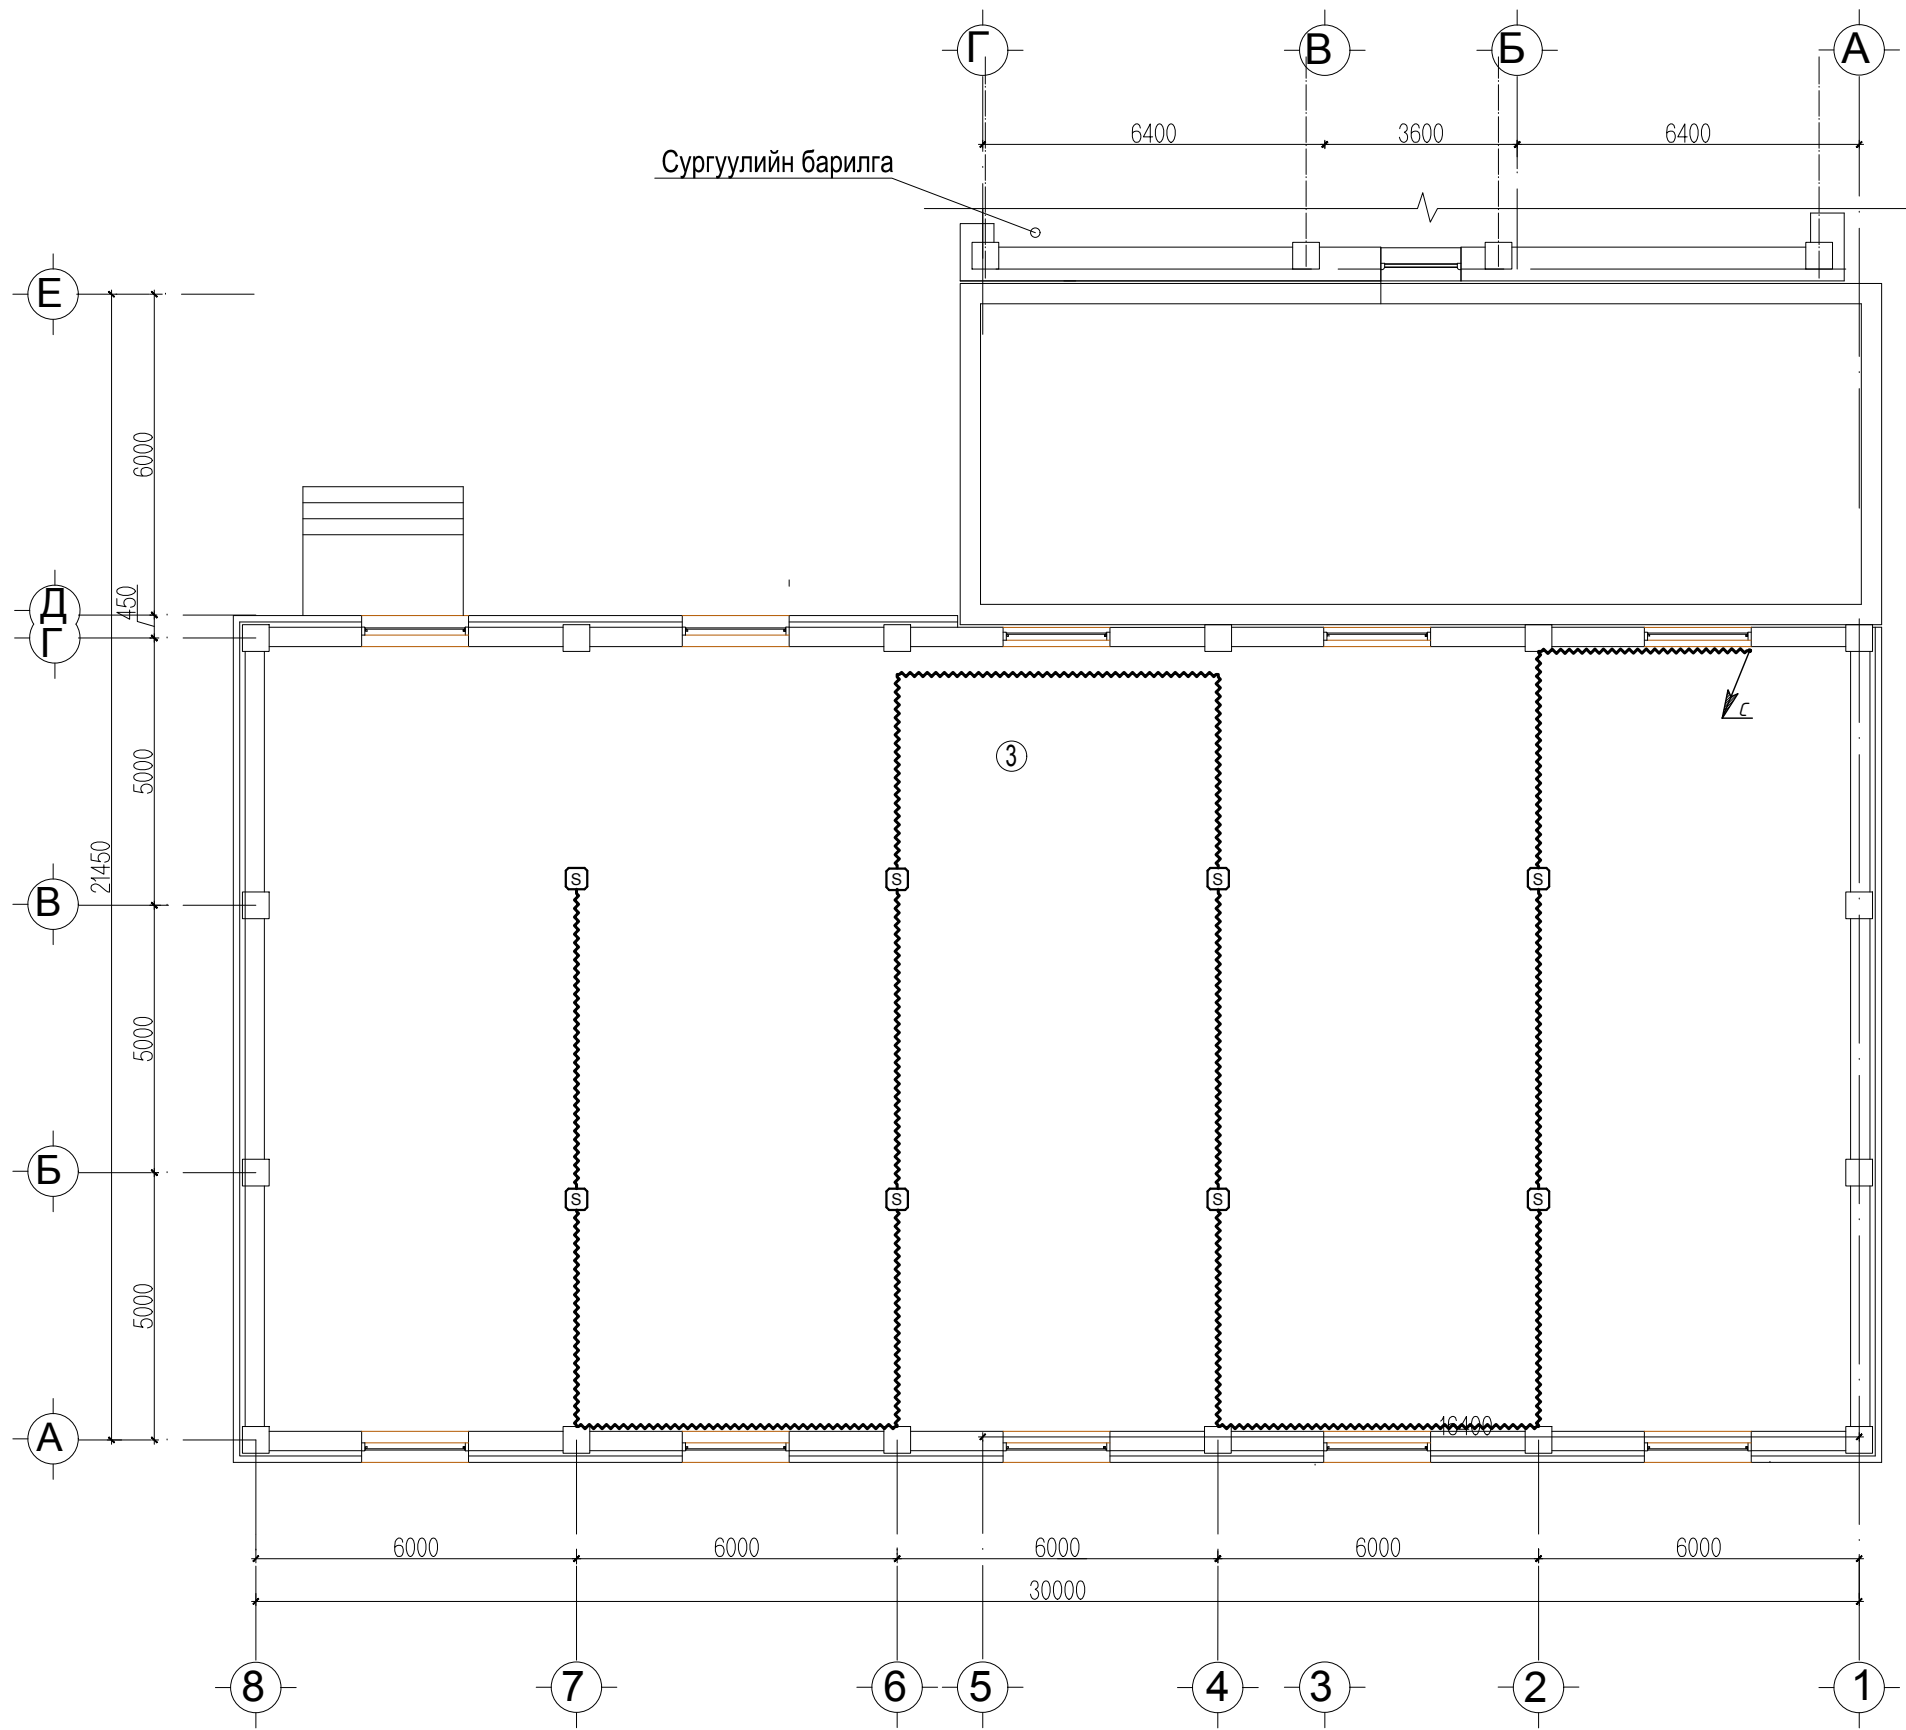 Г В Б А
6400 3600 6400
Сургуулийн барилга
Е
6000
Д
450
Г
5000
С
3
21450
S S S S
В
5000
Б
S S S S
5000
А
16400
6000 6000 6000 6000 6000
30000
8 7 6 5 4 3 2 1